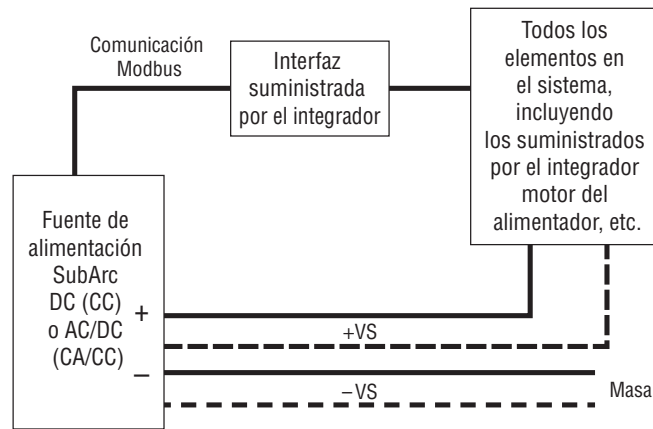 Comunicación
Modbus
Interfaz
suministrada
por el integrador
Todos los
elementos en
el sistema,
incluyendo
los suministrados
por el integrador
motor del
alimentador, etc.
Fuente de
alimentación
SubArc
DC (CC)
o AC/DC
(CA/CC)
+
+VS
–
–VS
Masa